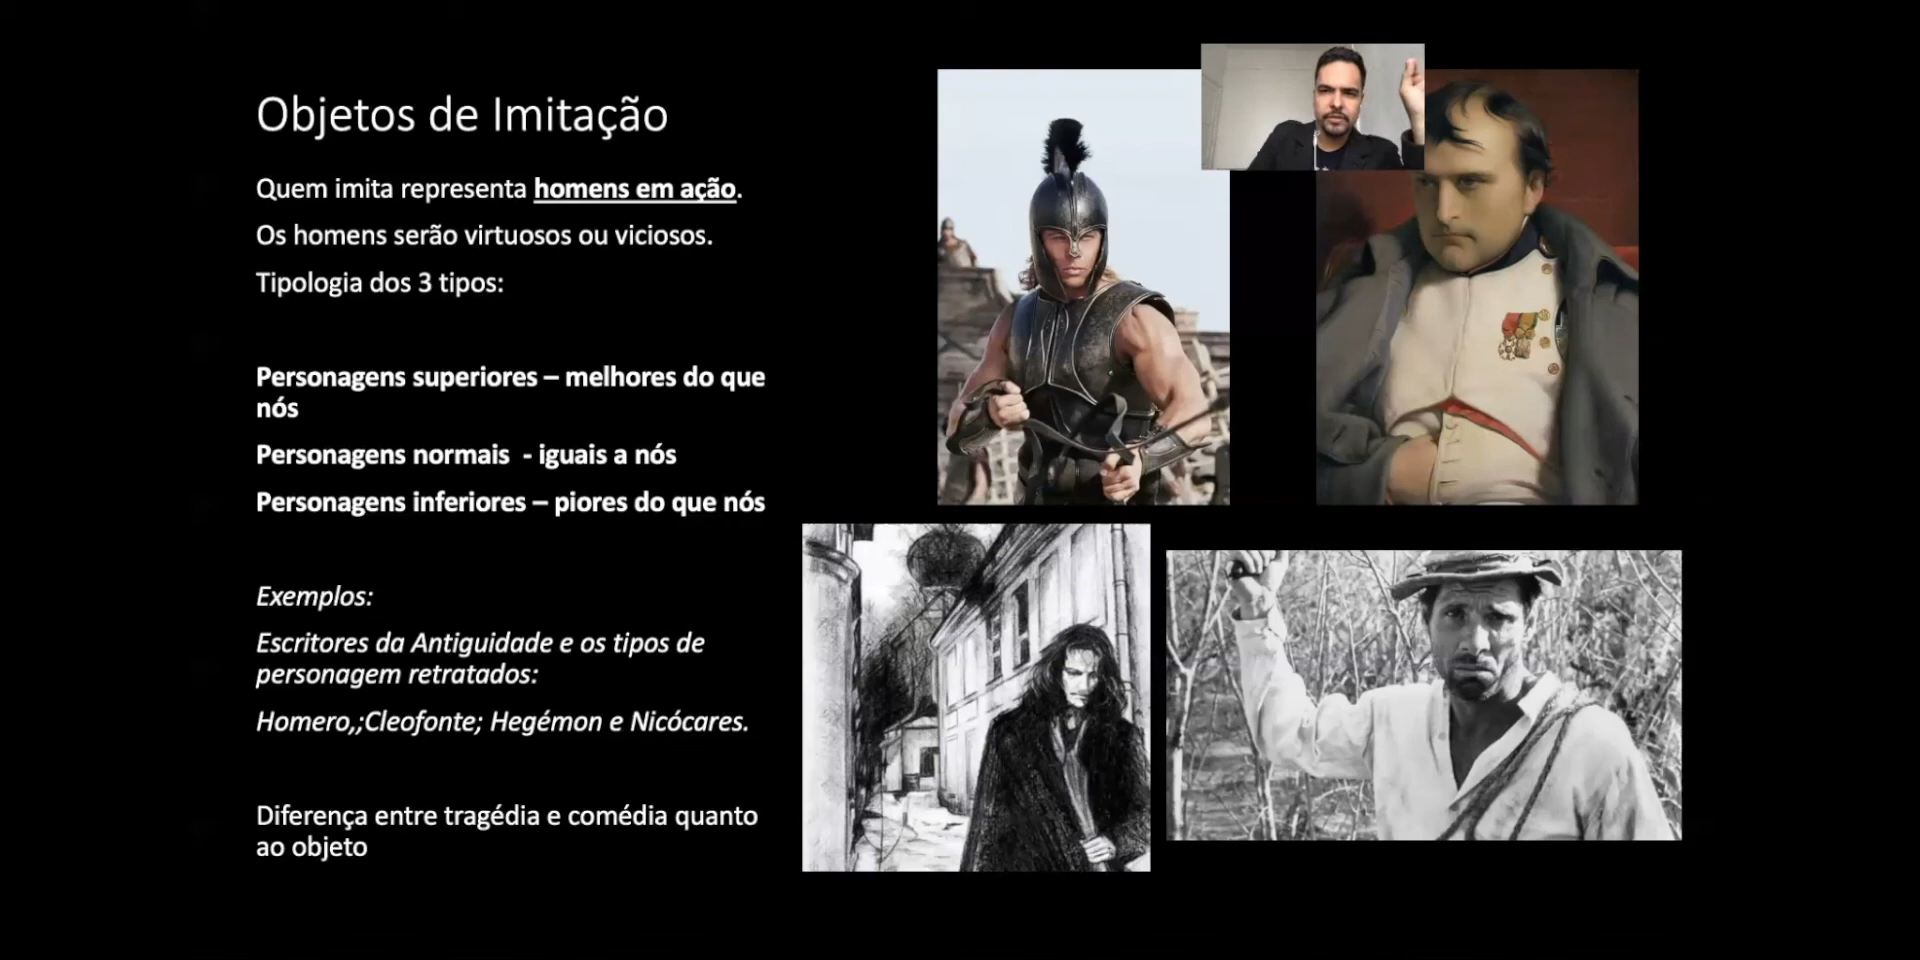 Objetos de Imitação
Quem imita representa homens em ação.
Os homens serão virtuosos ou viciosos.
Tipologia dos 3 tipos:
Personagens superiores – melhores do que
nós
Personagens normais  - iguais a nós
Personagens inferiores – piores do que nós
Exemplos:
Escritores da Antiguidade e os tipos de
personagem retratados:
Homero,,;Cleofonte; Hegémon e Nicócares.
Diferença entre tragédia e comédia quanto
ao objeto